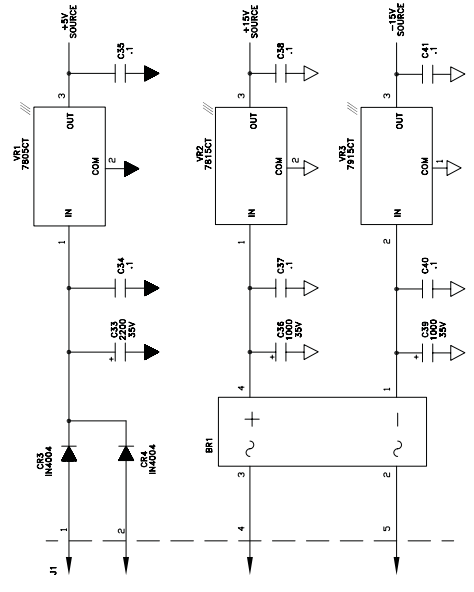 J1
1
CR3
IN4004
2
CR4
IN4004
+
C33
2200
35V
C34
.1
1
VR1
7805CT
IN
OUT
COM
2
3
C35
.1
+5V
SOURCE
4
3
BR1
4
+
C36
1000
35V
C37
.1
1
VR2
7815CT
IN
OUT
COM
2
3
C38
.1
+15V
SOURCE
5
2
~ +
~ −
1
+
C39
1000
35V
C40
.1
2
VR3
7915CT
IN
OUT
COM
1
3
C41
.1
−15V
SOURCE